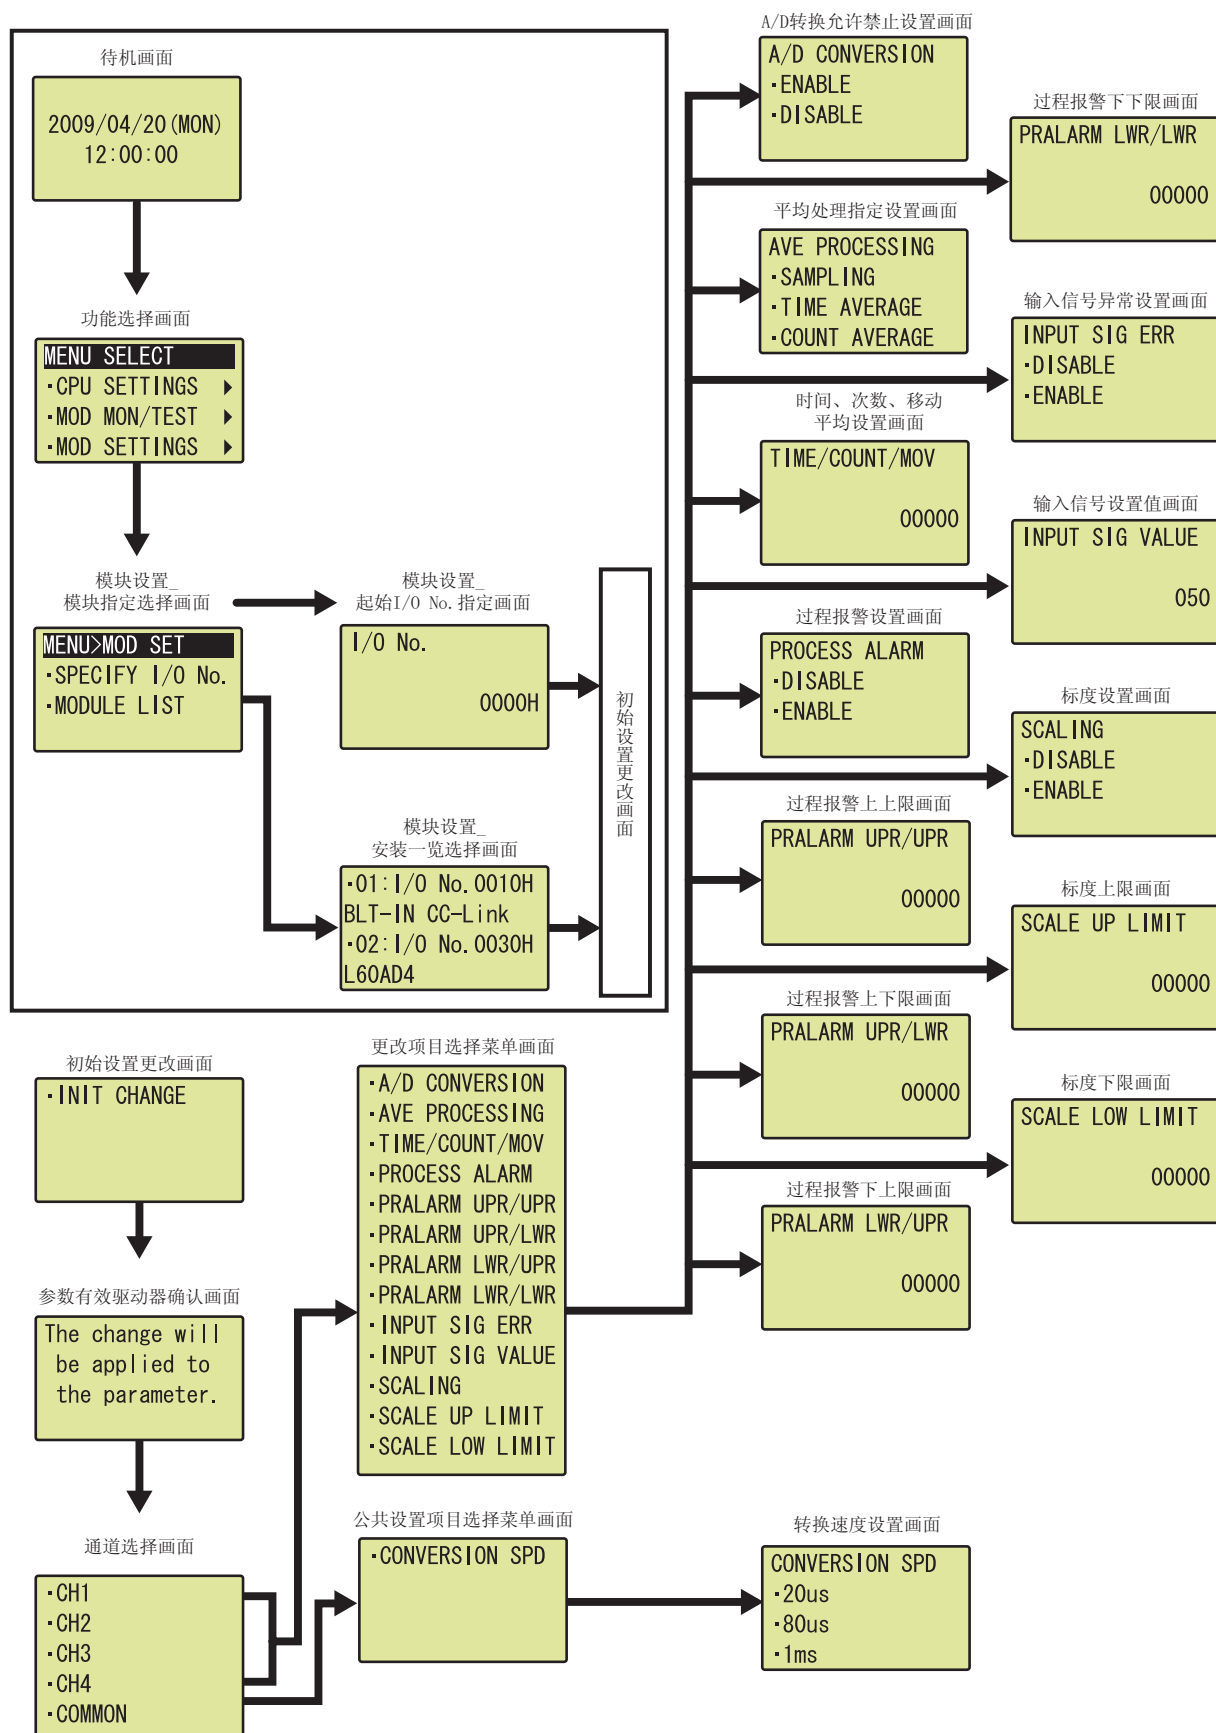 待机画面
2009/04/20(MON)
12:00:00
功能选择画面
MENU SELECT
·CPU SETTINGS
·MOD MON/TEST
·MOD SETTINGS
模块设置_
模块指定选择画面
MENU>MOD SET
·SPECIFY I/O No.
·MODULE LIST
模块设置_
起始I/O No.指定画面
I/O No.
0000H
模块设置_
安装一览选择画面
·01:I/O No.0010H
BLT-IN CC-Link
·02:I/O No.0030H
L60AD4
初始设置更改画面
初始设置更改画面
·INIT CHANGE
参数有效驱动器确认画面
The change will
be applied to
the parameter.
通道选择画面
·CH1
·CH2
·CH3
·CH4
·COMMON
更改项目选择菜单画面
·A/D CONVERSION
·AVE PROCESSING
·TIME/COUNT/MOV
·PROCESS ALARM
·PRALARM UPR/UPR
·PRALARM UPR/LWR
·PRALARM LWR/UPR
·PRALARM LWR/LWR
·INPUT SIG ERR
·INPUT SIG VALUE
·SCALING
·SCALE UP LIMIT
·SCALE LOW LIMIT
公共设置项目选择菜单画面
·CONVERSION SPD
转换速度设置画面
CONVERSION SPD
·20us
·80us
·1ms
A/D转换允许禁止设置画面
A/D CONVERSION
·ENABLE
·DISABLE
平均处理指定设置画面
AVE PROCESSING
·SAMPLING
·TIME AVERAGE
·COUNT AVERAGE
时间、次数、移动
平均设置画面
TIME/COUNT/MOV
00000
过程报警设置画面
PROCESS ALARM
·DISABLE
·ENABLE
过程报警上上限画面
PRALARM UPR/UPR
00000
过程报警上下限画面
PRALARM UPR/LWR
00000
过程报警下上限画面
PRALARM LWR/UPR
00000
过程报警下下限画面
PRALARM LWR/LWR
00000
输入信号异常设置画面
INPUT SIG ERR
·DISABLE
·ENABLE
输入信号设置值画面
INPUT SIG VALUE
050
标度设置画面
SCALING
·DISABLE
·ENABLE
标度上限画面
SCALE UP LIMIT
00000
标度下限画面
SCALE LOW LIMIT
00000